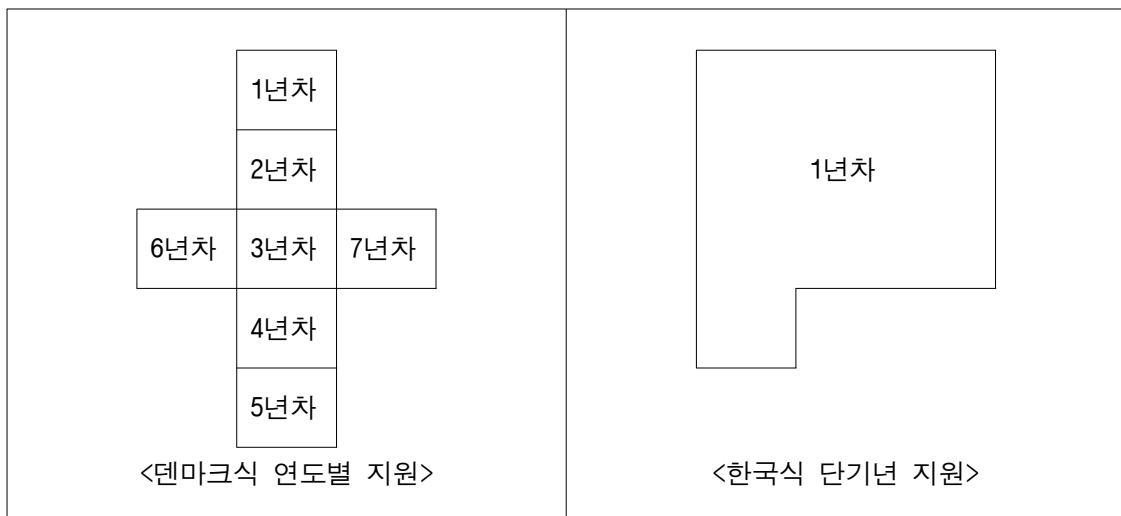 1년차
2년차
6년차 3년차 7년차
4년차
5년차
<덴마크식 연도별 지원>
1년차
<한국식 단기년 지원>